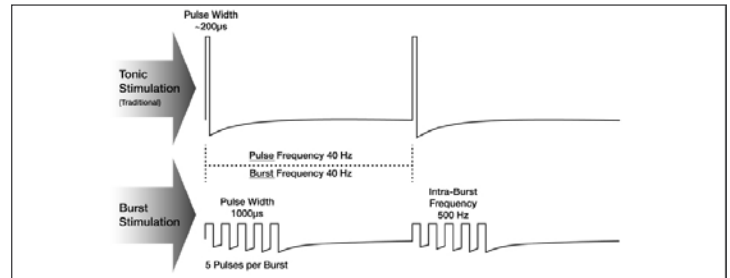 Pulse Width
~200µs
Tonic
Stimulation
(Traditional)
Pulse Frequency 40 Hz
Burst Frequency 40 Hz
Burst
Stimulation
Pulse Width
1000µs
Intra-Burst
Frequency
500 Hz
5 Pulses per Burst